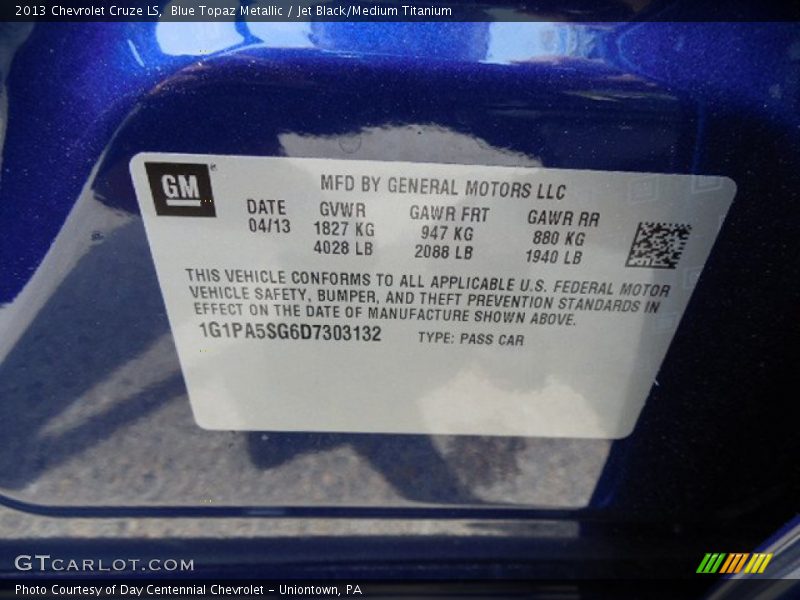 2013 Chevrolet Cruze LS,  Blue Topaz Metallic / Jet Black/Medium Titanium
GM
MFD BY GENERAL MOTORS LLC
DATE GVWR GAWR FRT GAWR RR
04/13 1827 KG 947 KG 880 KG
4028 LB 2088 LB 1940 LB
THIS VEHICLE CONFORMS TO ALL APPLICABLE U.S. FEDERAL MOTOR
VEHICLE SAFETY, BUMPER, AND THEFT PREVENTION STANDARDS IN
EFFECT ON THE DATE OF MANUFACTURE SHOWN ABOVE.
1G1PA5SG6D7303132 TYPE: PASS CAR
GTCARLOT.COM
Photo Courtesy of Day Centennial Chevrolet - Uniontown, PA